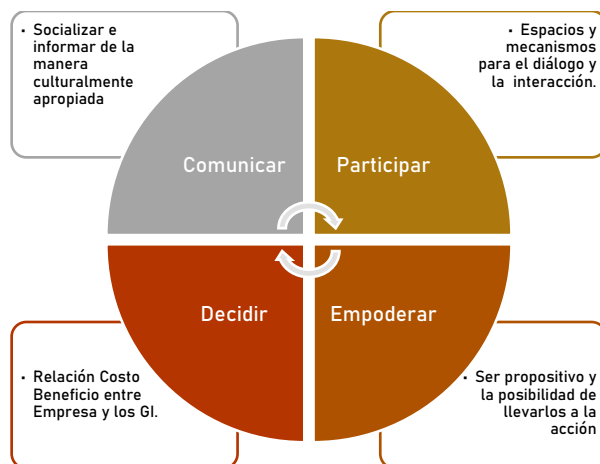 ▪ Socializar e
informar de la
manera
culturalmente
apropiada
▪ Espacios y
mecanismos
para el diálogo y
la interacción.
Comunicar
Participar
Decidir
Empoderar
▪ Relación Costo
Beneficio entre
Empresa y los GI.
▪ Ser propositivo y
la posibilidad de
llevarlos a la
acción